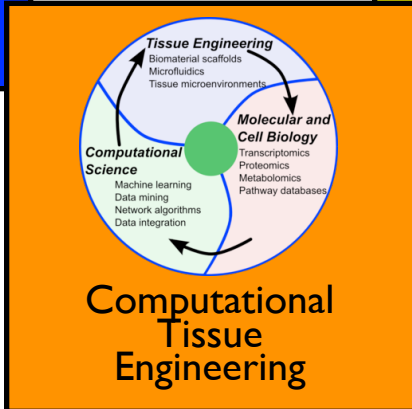 Tissue Engineering
Biomaterial scaffolds
Microfluidics
Tissue microenvironments
Molecular and
Cell Biology
Transcriptomics
Proteomics
Metabolomics
Pathway databases
Computational
Science
Machine learning
Data mining
Network algorithms
Data integration
Computational
Tissue
Engineering